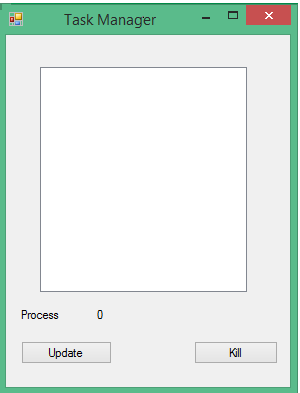 Task Manager
Process 0
Update Kill